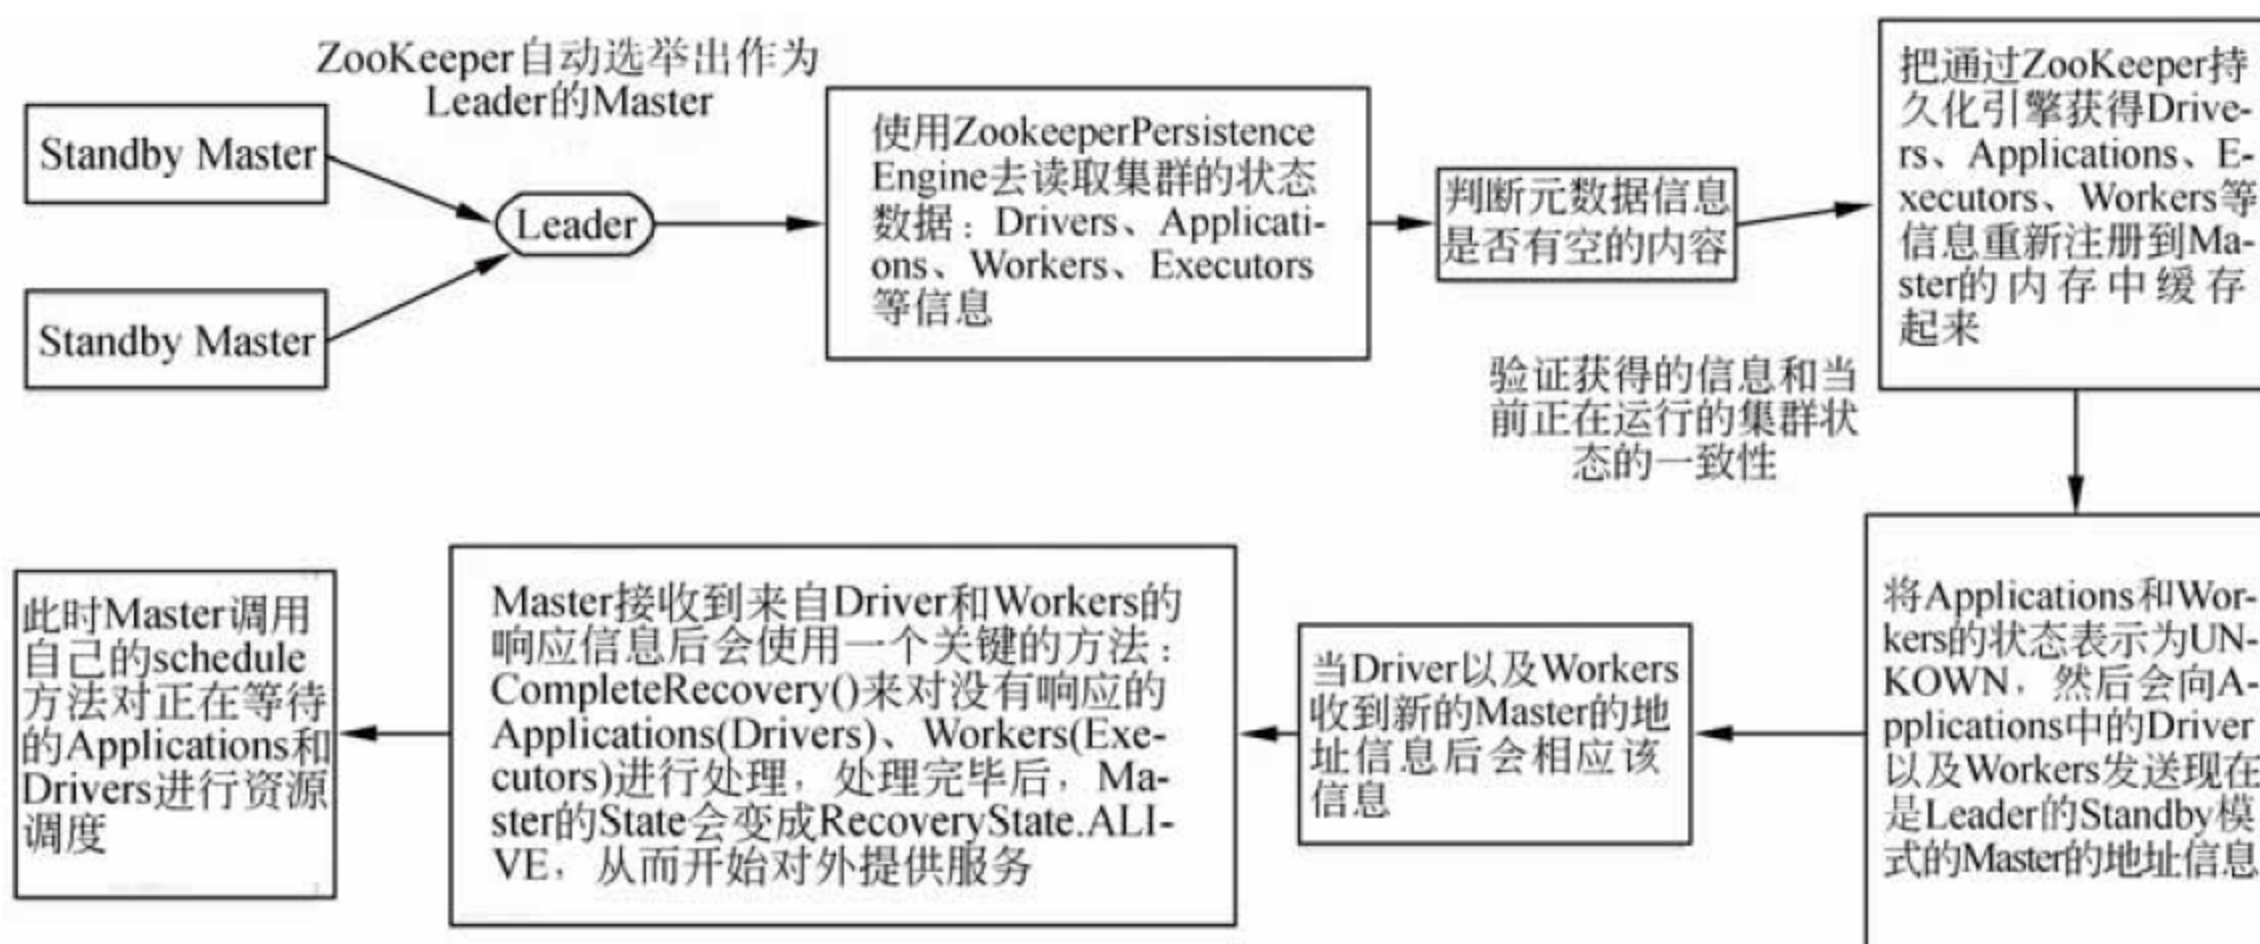 ZooKeeper自动选举出作为
Leader的Master
Standby Master
Standby Master
Leader
使用ZookeeperPersistence
Engine去读取集群的状态
数据：Drivers、Applicati-
ons、Workers、Executors
等信息
判断元数据信息
是否有空的内容
把通过ZooKeeper持
久化引擎获得Drive-
rs、Applications、E-
xecutors、Workers等
信息重新注册到Ma-
ster的内存中缓存
起来
验证获得的信息和当
前正在运行的集群状
态的一致性
将Applications和Wor-
kers的状态表示为UN-
KOWN，然后会向A-
pplications中的Driver
以及Workers发送现在
是Leader的Standby模
式的Master的地址信息
当Driver以及Workers
收到新的Master的地
址信息后会相应该
信息
Master接收到来自Driver和Workers的
响应信息后会使用一个关键的方法：
CompleteRecovery()来对没有响应的
Applications(Drivers)、Workers(Exe-
cutors)进行处理，处理完毕后，Ma-
ster的State会变成RecoveryState.ALI-
VE，从而开始对外提供服务
此时Master调用
自己的schedule
方法对正在等待
的Applications和
Drivers进行资源
调度